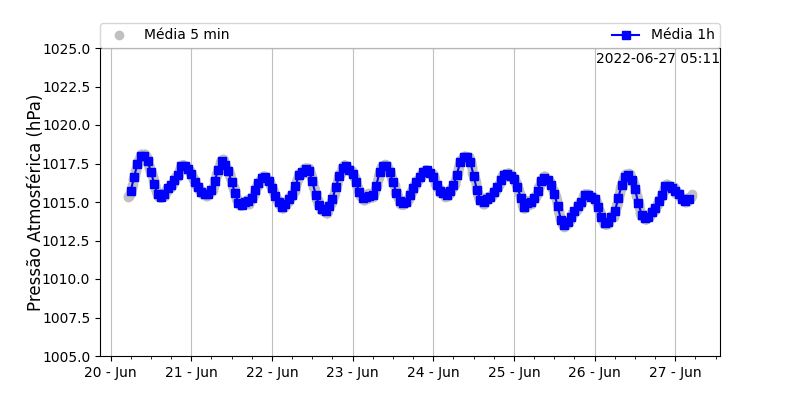 Média 5 min
Média 1h
2022-06-27 05:11
Pressão Atmosférica (hPa)
1025.0
1022.5
1020.0
1017.5
1015.0
1012.5
1010.0
1007.5
1005.0
20 - Jun
21 - Jun
22 - Jun
23 - Jun
24 - Jun
25 - Jun
26 - Jun
27 - Jun